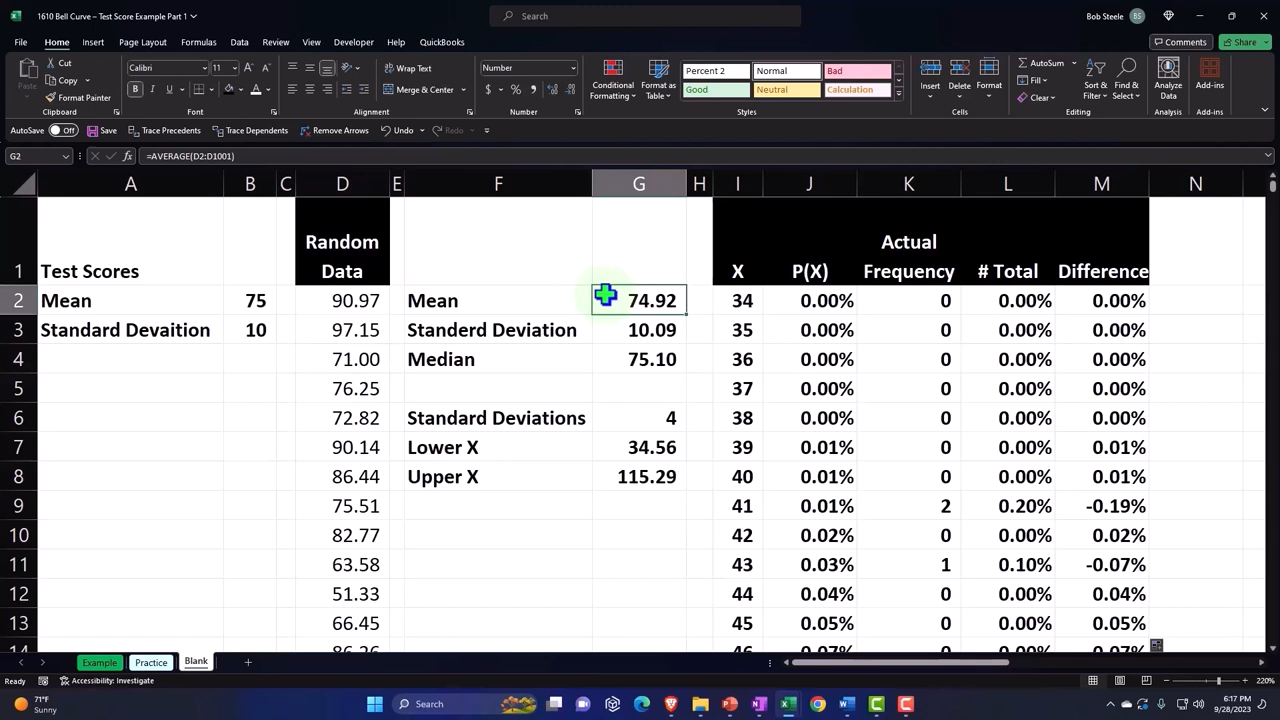 1610 Bell Curve – Test Score Example Part 1
Search
Bob Steele BS
File Home Insert Page Layout Formulas Data Review View Developer Help QuickBooks
Comments Share
Cut
Copy
Format Painter
Clipboard
Calibri 11
B I U
Font
Wrap Text
Merge & Center
Alignment
Number
$ % ,
Number
Conditional Formatting
Format as Table
Percent 2 Normal Bad
Good Neutral Calculation
Styles
Insert Delete Format
Cells
AutoSum
Fill
Clear
Sort & Filter
Find & Select
Editing
Analyze Data
Analysis
Add-ins
Add-ins
AutoSave Off Save Trace Precedents Trace Dependents Remove Arrows Undo Redo
G2 fx =AVERAGE(D2:D1001)
A B C D E F G H I J K L M N
1 Test Scores Random Data X P(X) Actual Frequency # Total Difference
2 Mean 75 90.97 Mean 74.92 34 0.00% 0 0.00% 0.00%
3 Standard Devaition 10 97.15 Standerd Deviation 10.09 35 0.00% 0 0.00% 0.00%
4 71.00 Median 75.10 36 0.00% 0 0.00% 0.00%
5 76.25 37 0.00% 0 0.00% 0.00%
6 72.82 Standard Deviations 4 38 0.00% 0 0.00% 0.00%
7 90.14 Lower X 34.56 39 0.01% 0 0.00% 0.01%
8 86.44 Upper X 115.29 40 0.01% 0 0.00% 0.01%
9 75.51 41 0.01% 2 0.20% -0.19%
10 82.77 42 0.02% 0 0.00% 0.02%
11 63.58 43 0.03% 1 0.10% -0.07%
12 51.33 44 0.04% 0 0.00% 0.04%
13 66.45 45 0.05% 0 0.00% 0.05%
14 86.26 46 0.07% 0 0.00% 0.07%
Example Practice Blank
Ready Accessibility: Investigate 220%
71°F
Sunny
Search
6:17 PM
9/28/2023